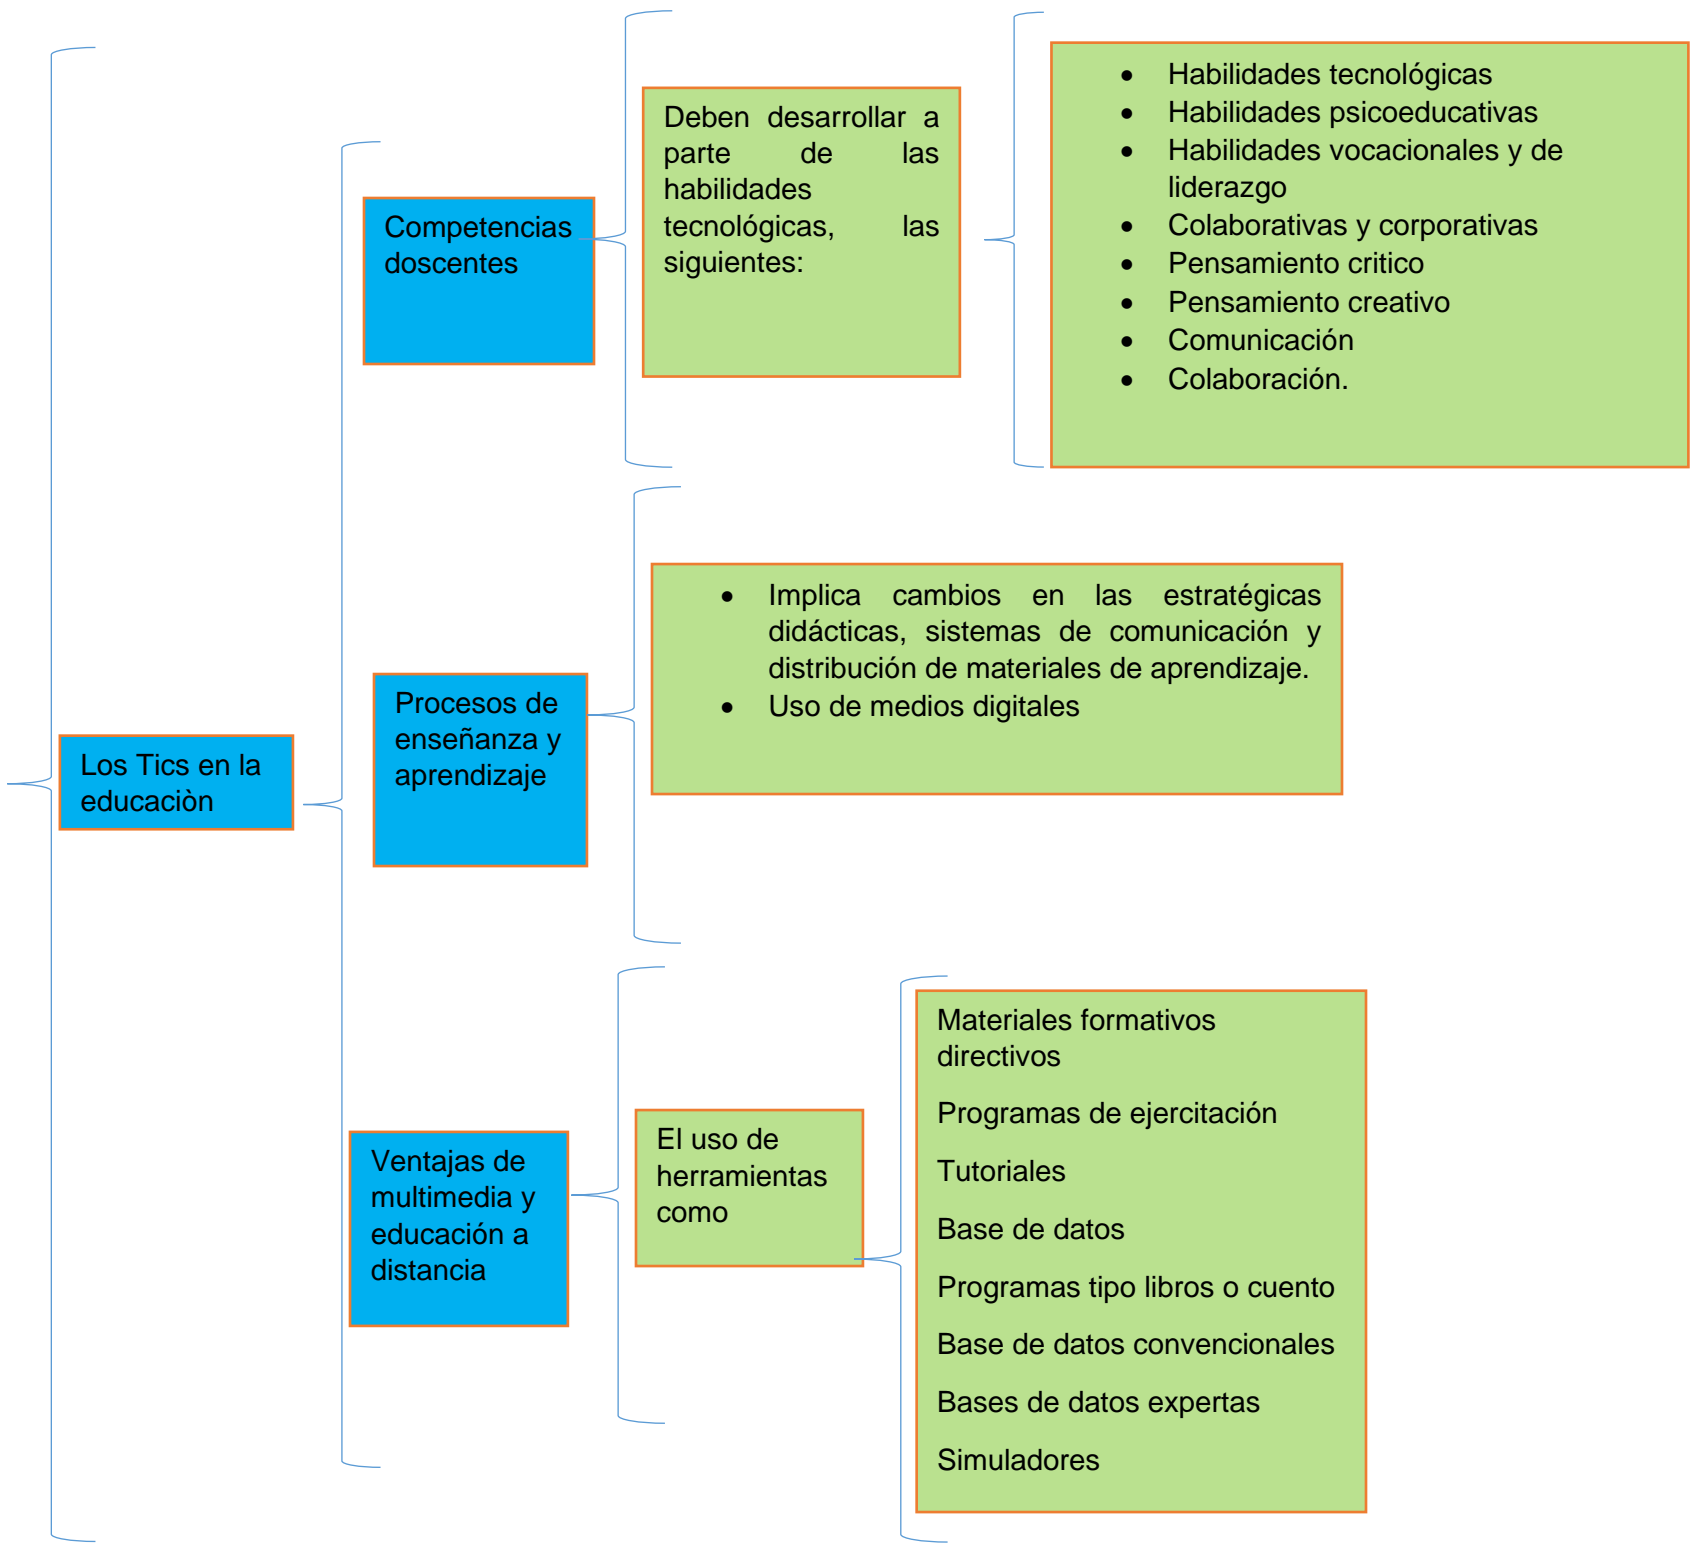 Los Tics en la
educaciòn
Competencias
doscentes
Deben desarrollar a
parte de las
habilidades
tecnológicas, las
siguientes:
• Habilidades tecnológicas
• Habilidades psicoeducativas
• Habilidades vocacionales y de
liderazgo
• Colaborativas y corporativas
• Pensamiento critico
• Pensamiento creativo
• Comunicación
• Colaboración.
Procesos de
enseñanza y
aprendizaje
• Implica cambios en las estratégicas
didácticas, sistemas de comunicación y
distribución de materiales de aprendizaje.
• Uso de medios digitales
Ventajas de
multimedia y
educación a
distancia
El uso de
herramientas
como
Materiales formativos
directivos
Programas de ejercitación
Tutoriales
Base de datos
Programas tipo libros o cuento
Base de datos convencionales
Bases de datos expertas
Simuladores